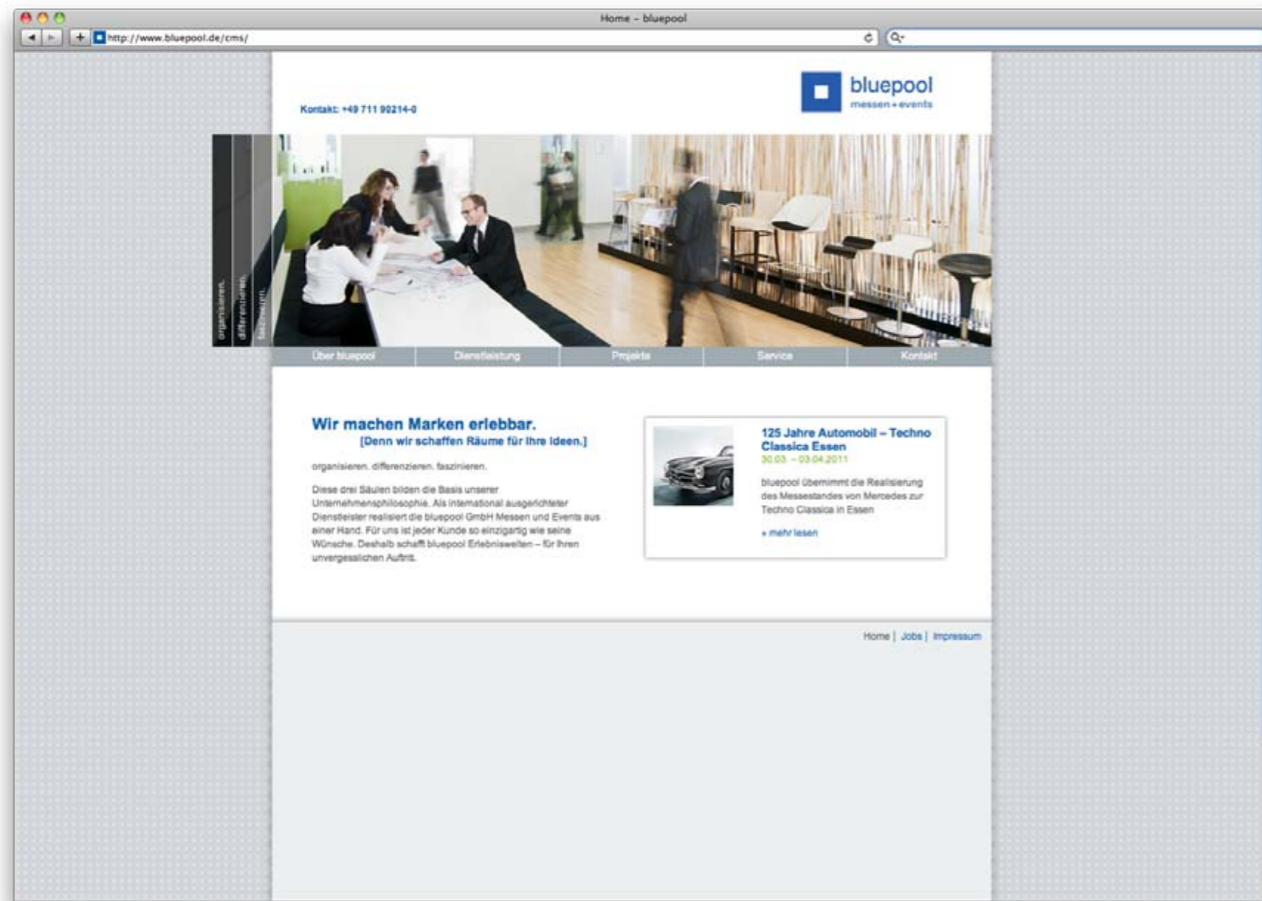 Home – bluepool
http://www.bluepool.de/cms/
Kontakt: +49 711 90214-0
bluepool
messen+events
organisieren.
differenzieren.
faszinieren.
Über bluepool
Dienstleistung
Projekte
Service
Kontakt
Wir machen Marken erlebbar.
[Denn wir schaffen Räume für Ihre Ideen.]
organisieren. differenzieren. faszinieren.
Diese drei Säulen bilden die Basis unserer
Unternehmensphilosophie. Als international ausgerichteter
Dienstleister realisiert die bluepool GmbH Messen und Events aus
einer Hand. Für uns ist jeder Kunde so einzigartig wie seine
Wünsche. Deshalb schafft bluepool Erlebniswelten – für Ihren
unvergesslichen Auftritt.
125 Jahre Automobil – Techno
Classica Essen
30.03. – 03.04.2011
bluepool übernimmt die Realisierung
des Messestandes von Mercedes zur
Techno Classica in Essen
» mehr lesen
Home | Jobs | Impressum